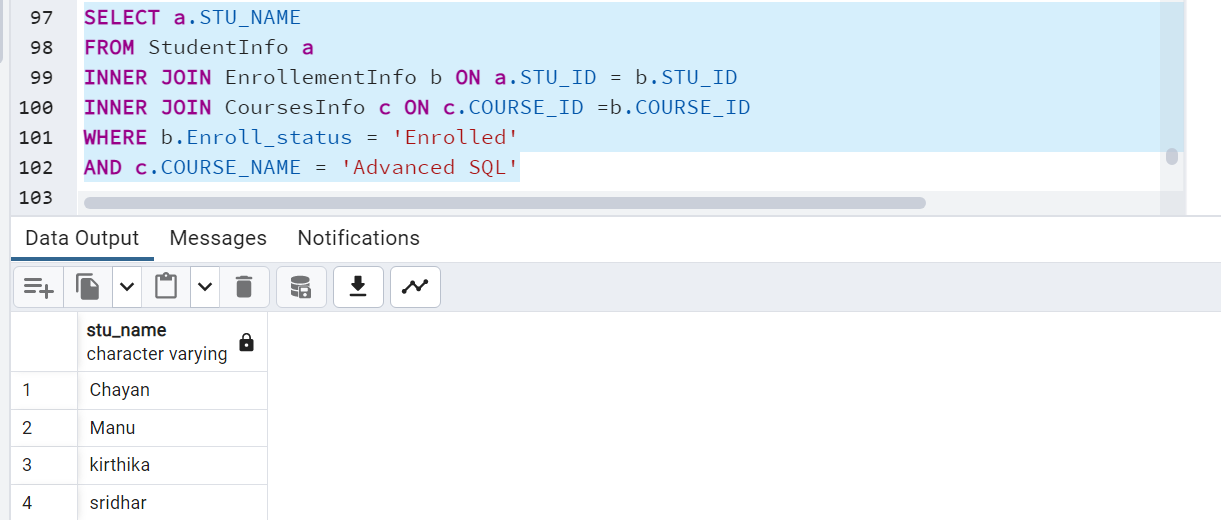 97 SELECT a.STU_NAME
98 FROM StudentInfo a
99 INNER JOIN EnrollementInfo b ON a.STU_ID = b.STU_ID
100 INNER JOIN CoursesInfo c ON c.COURSE_ID =b.COURSE_ID
101 WHERE b.Enroll_status = 'Enrolled'
102 AND c.COURSE_NAME = 'Advanced SQL'
103
Data Output Messages Notifications
stu_name
character varying
1 Chayan
2 Manu
3 kirthika
4 sridhar